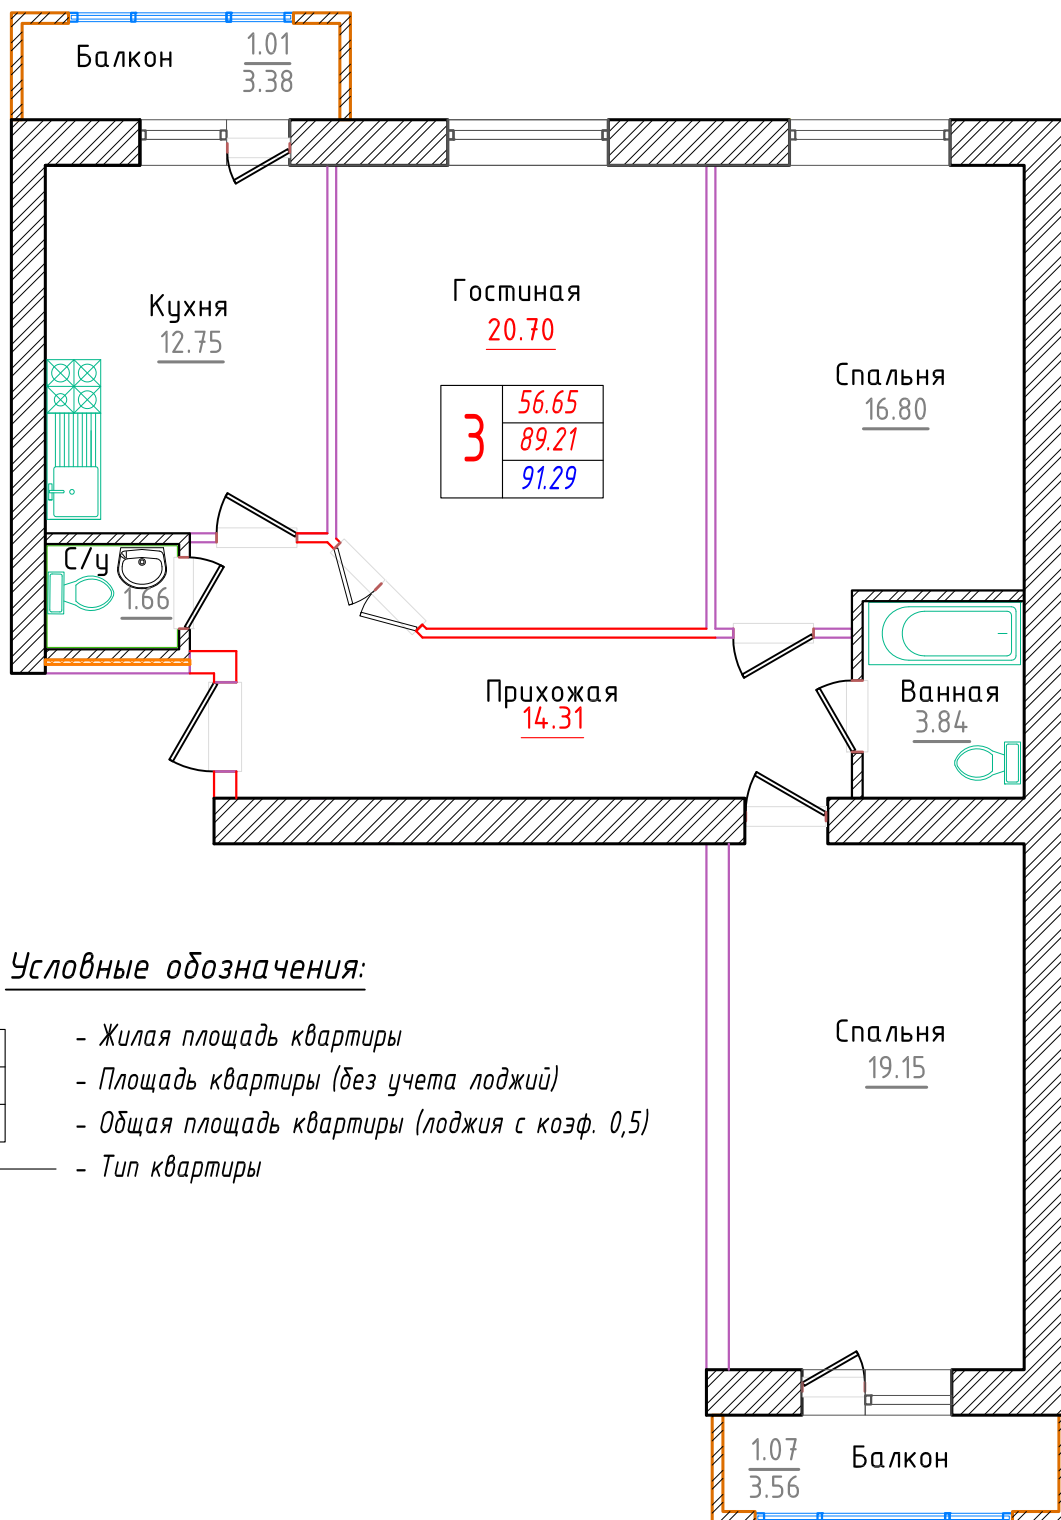 Балкон
1.01
3.38
Кухня
12.75
Гостиная
20.70
3
56.65
89.21
91.29
Спальня
16.80
С/у
1.66
Прихожая
14.31
Ванная
3.84
Условные обозначения:
- Жилая площадь квартиры
- Площадь квартиры (без учета лоджий)
- Общая площадь квартиры (лоджия с коэф. 0,5)
- Тип квартиры
Спальня
19.15
1.07
3.56
Балкон